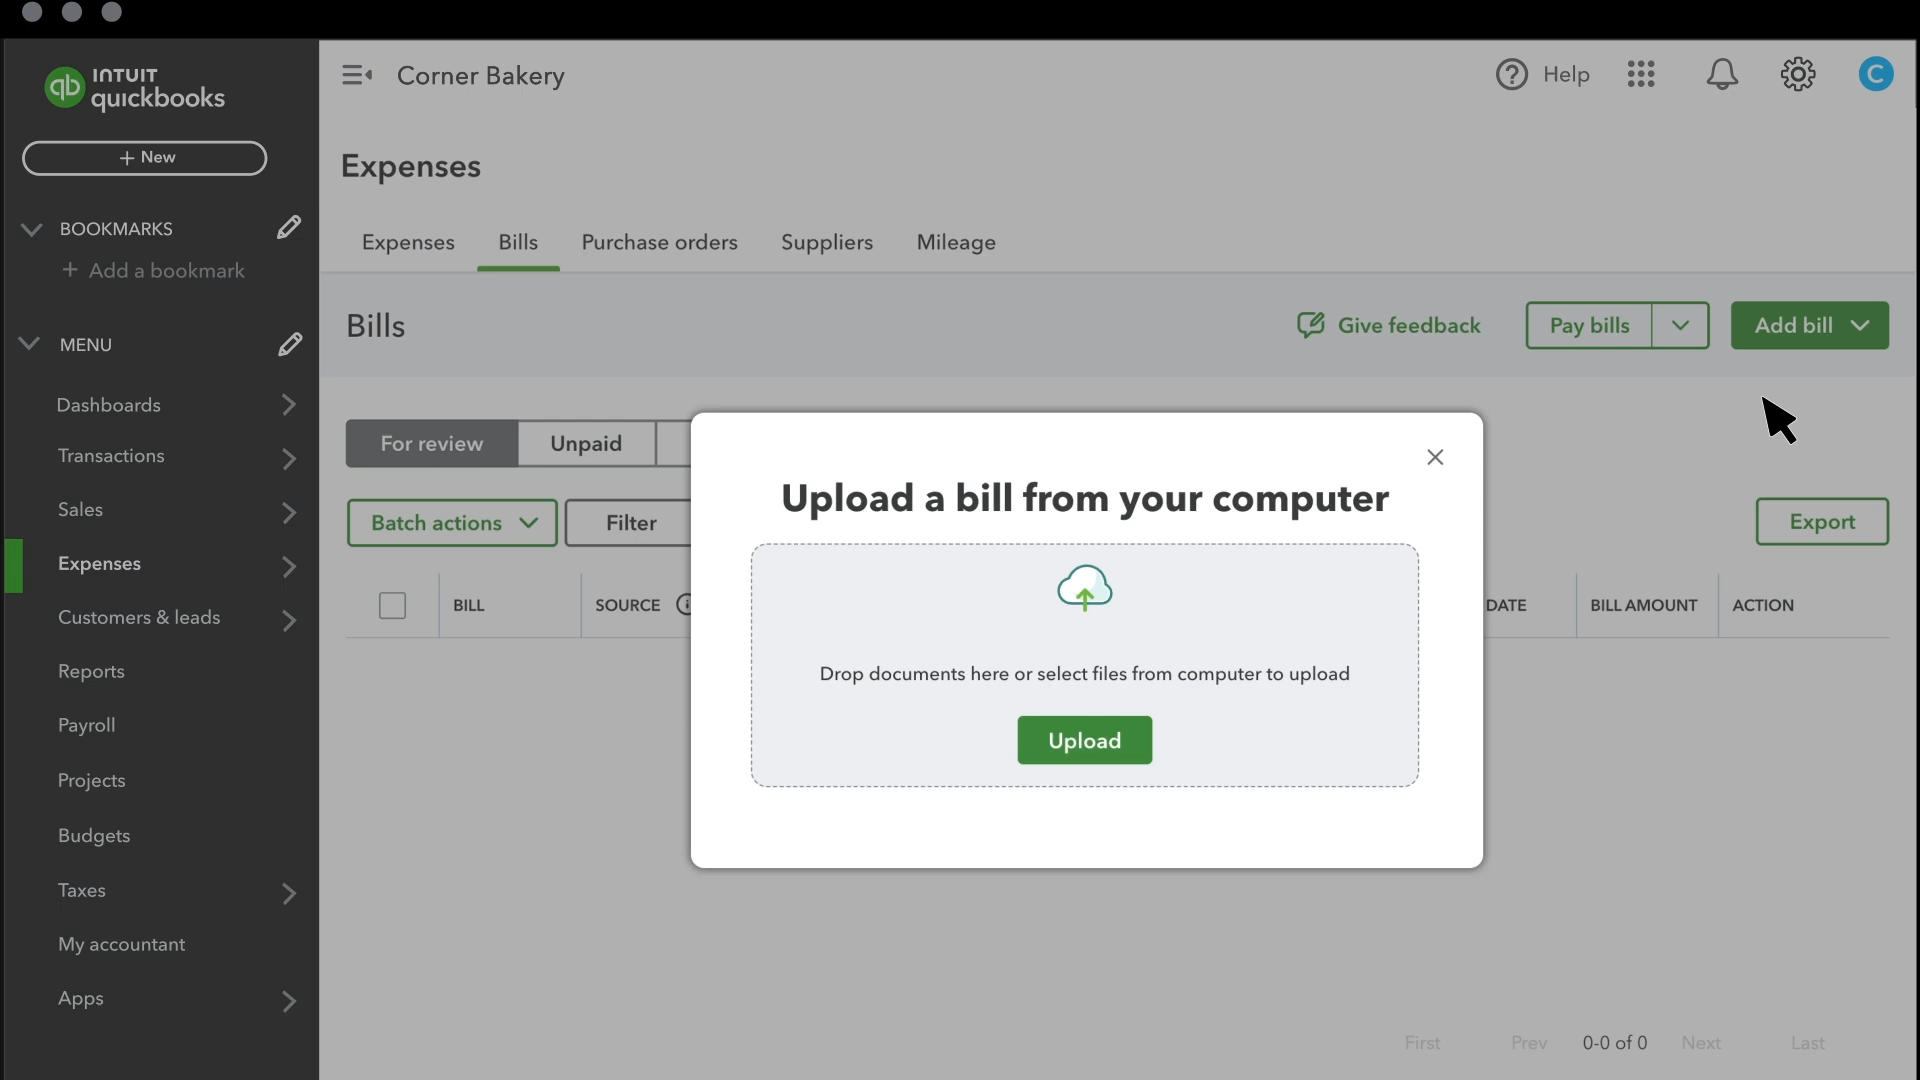 INTUIT
quickbooks
+ New
BOOKMARKS
+ Add a bookmark
MENU
Dashboards
Transactions
Sales
Expenses
Customers & leads
Reports
Payroll
Projects
Budgets
Taxes
My accountant
Apps
Corner Bakery
Help
C
Expenses
Expenses Bills Purchase orders Suppliers Mileage
Bills
Give feedback
Pay bills
Add bill
For review Unpaid
Batch actions Filter
Export
BILL SOURCE DATE BILL AMOUNT ACTION
Upload a bill from your computer
Drop documents here or select files from computer to upload
Upload
First Prev 0-0 of 0 Next Last